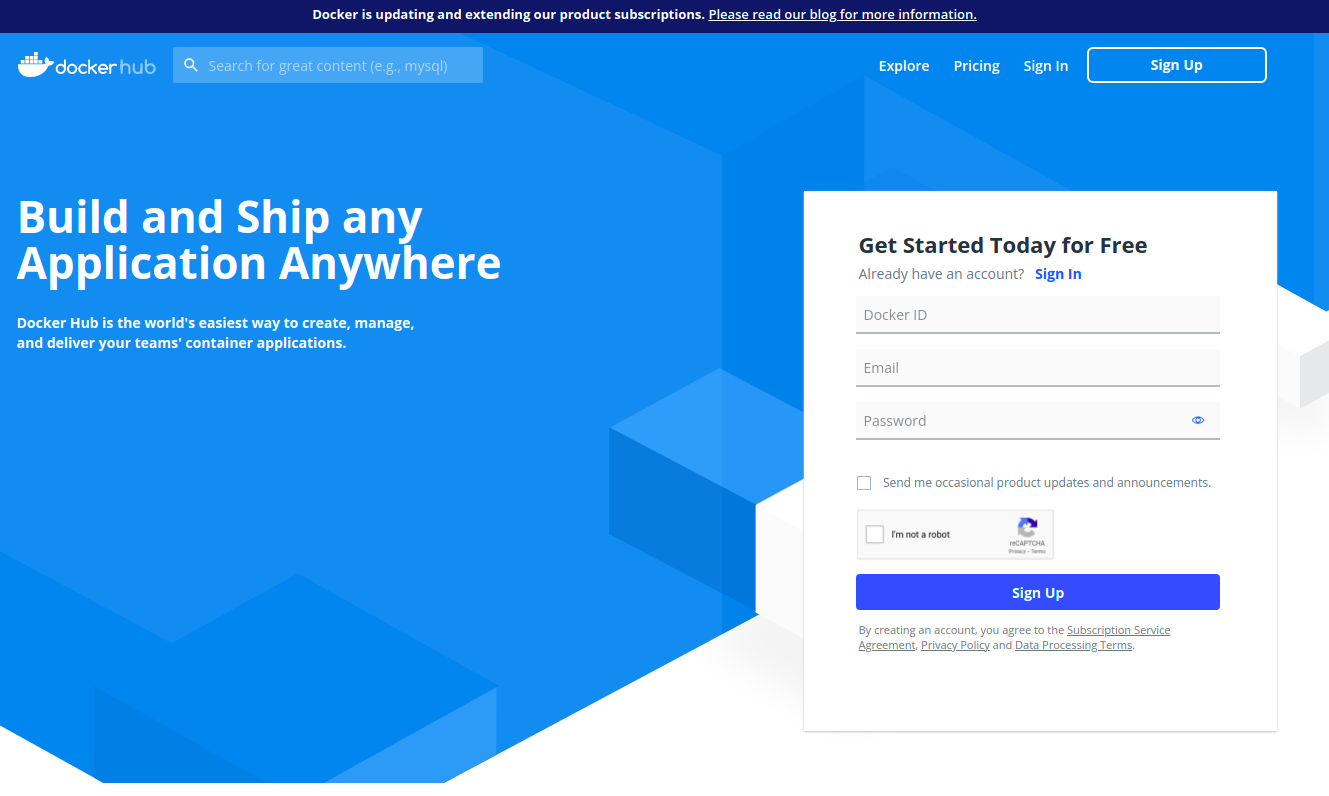 Docker is updating and extending our product subscriptions. Please read our blog for more information.
docker hub
Search for great content (e.g., mysql)
Explore
Pricing
Sign In
Sign Up
Build and Ship any
Application Anywhere
Docker Hub is the world's easiest way to create, manage,
and deliver your teams' container applications.
Get Started Today for Free
Already have an account? Sign In
Docker ID
Email
Password
Send me occasional product updates and announcements.
I'm not a robot
reCAPTCHA
Privacy - Terms
Sign Up
By creating an account, you agree to the Subscription Service
Agreement, Privacy Policy and Data Processing Terms.